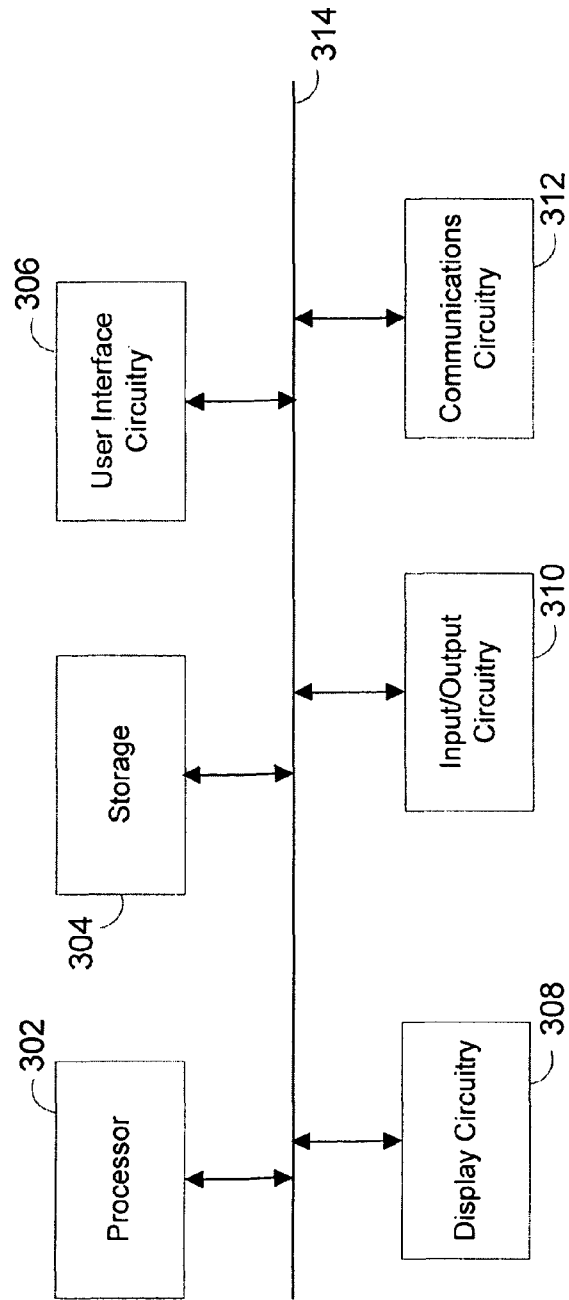 302
Processor
304
Storage
306
User Interface
Circuitry
314
308
Display Circuitry
310
Input/Output
Circuitry
312
Communications
Circuitry